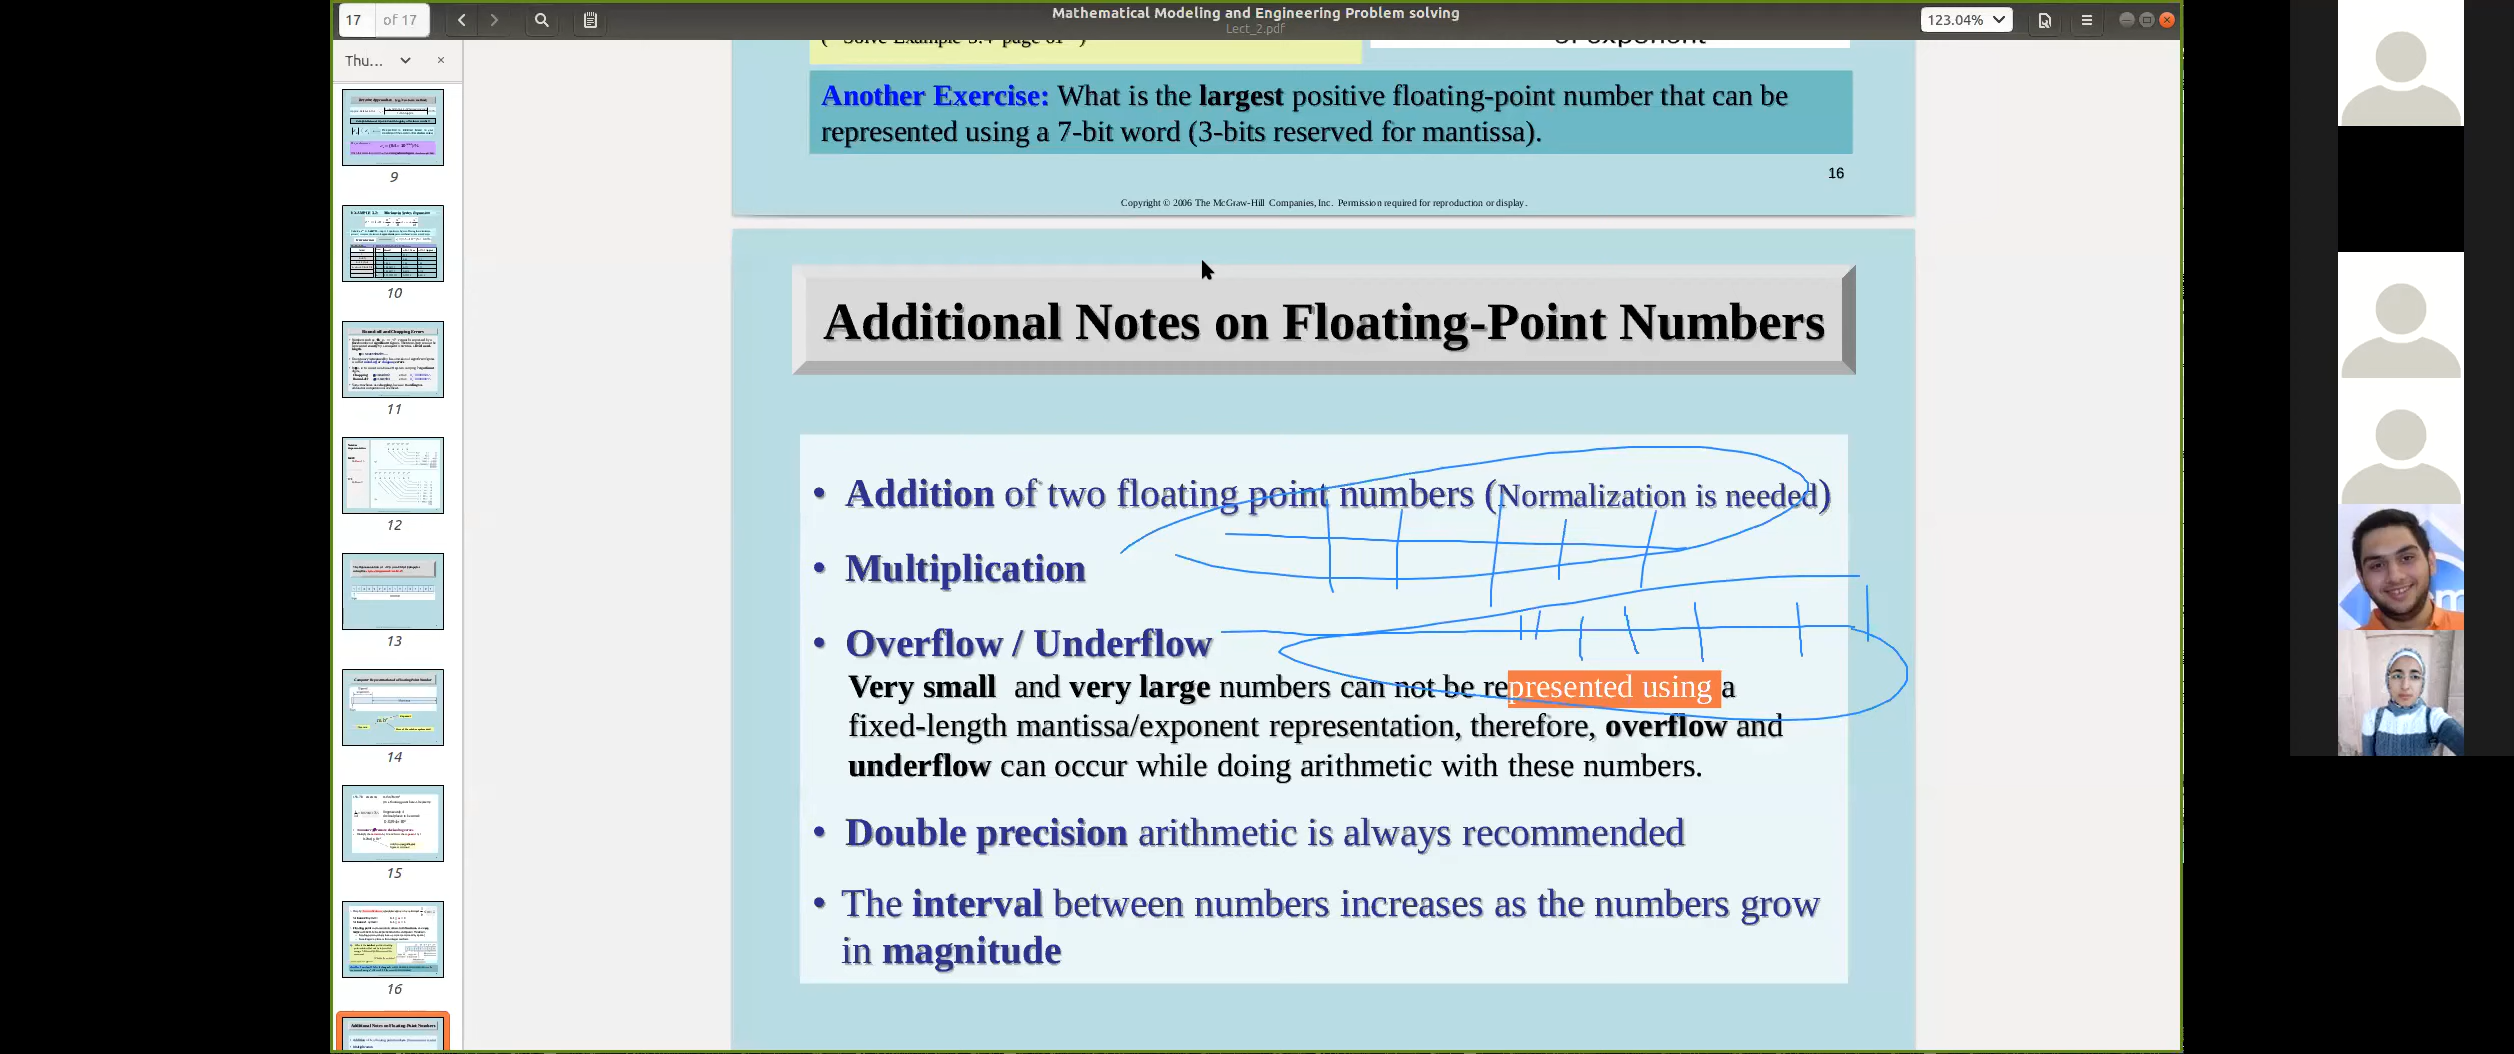 17 of 17
Mathematical Modeling and Engineering Problem solving
Lect_2.pdf
123.04%
Thu...
9
10
11
12
13
14
15
16
Another Exercise: What is the largest positive floating-point number that can be
represented using a 7-bit word (3-bits reserved for mantissa).
16
Copyright © 2006 The McGraw-Hill Companies, Inc. Permission required for reproduction or display.
Additional Notes on Floating-Point Numbers
• Addition of two floating point numbers (Normalization is needed)
• Multiplication
• Overflow / Underflow
Very small and very large numbers can not be represented using a
fixed-length mantissa/exponent representation, therefore, overflow and
underflow can occur while doing arithmetic with these numbers.
• Double precision arithmetic is always recommended
• The interval between numbers increases as the numbers grow
in magnitude